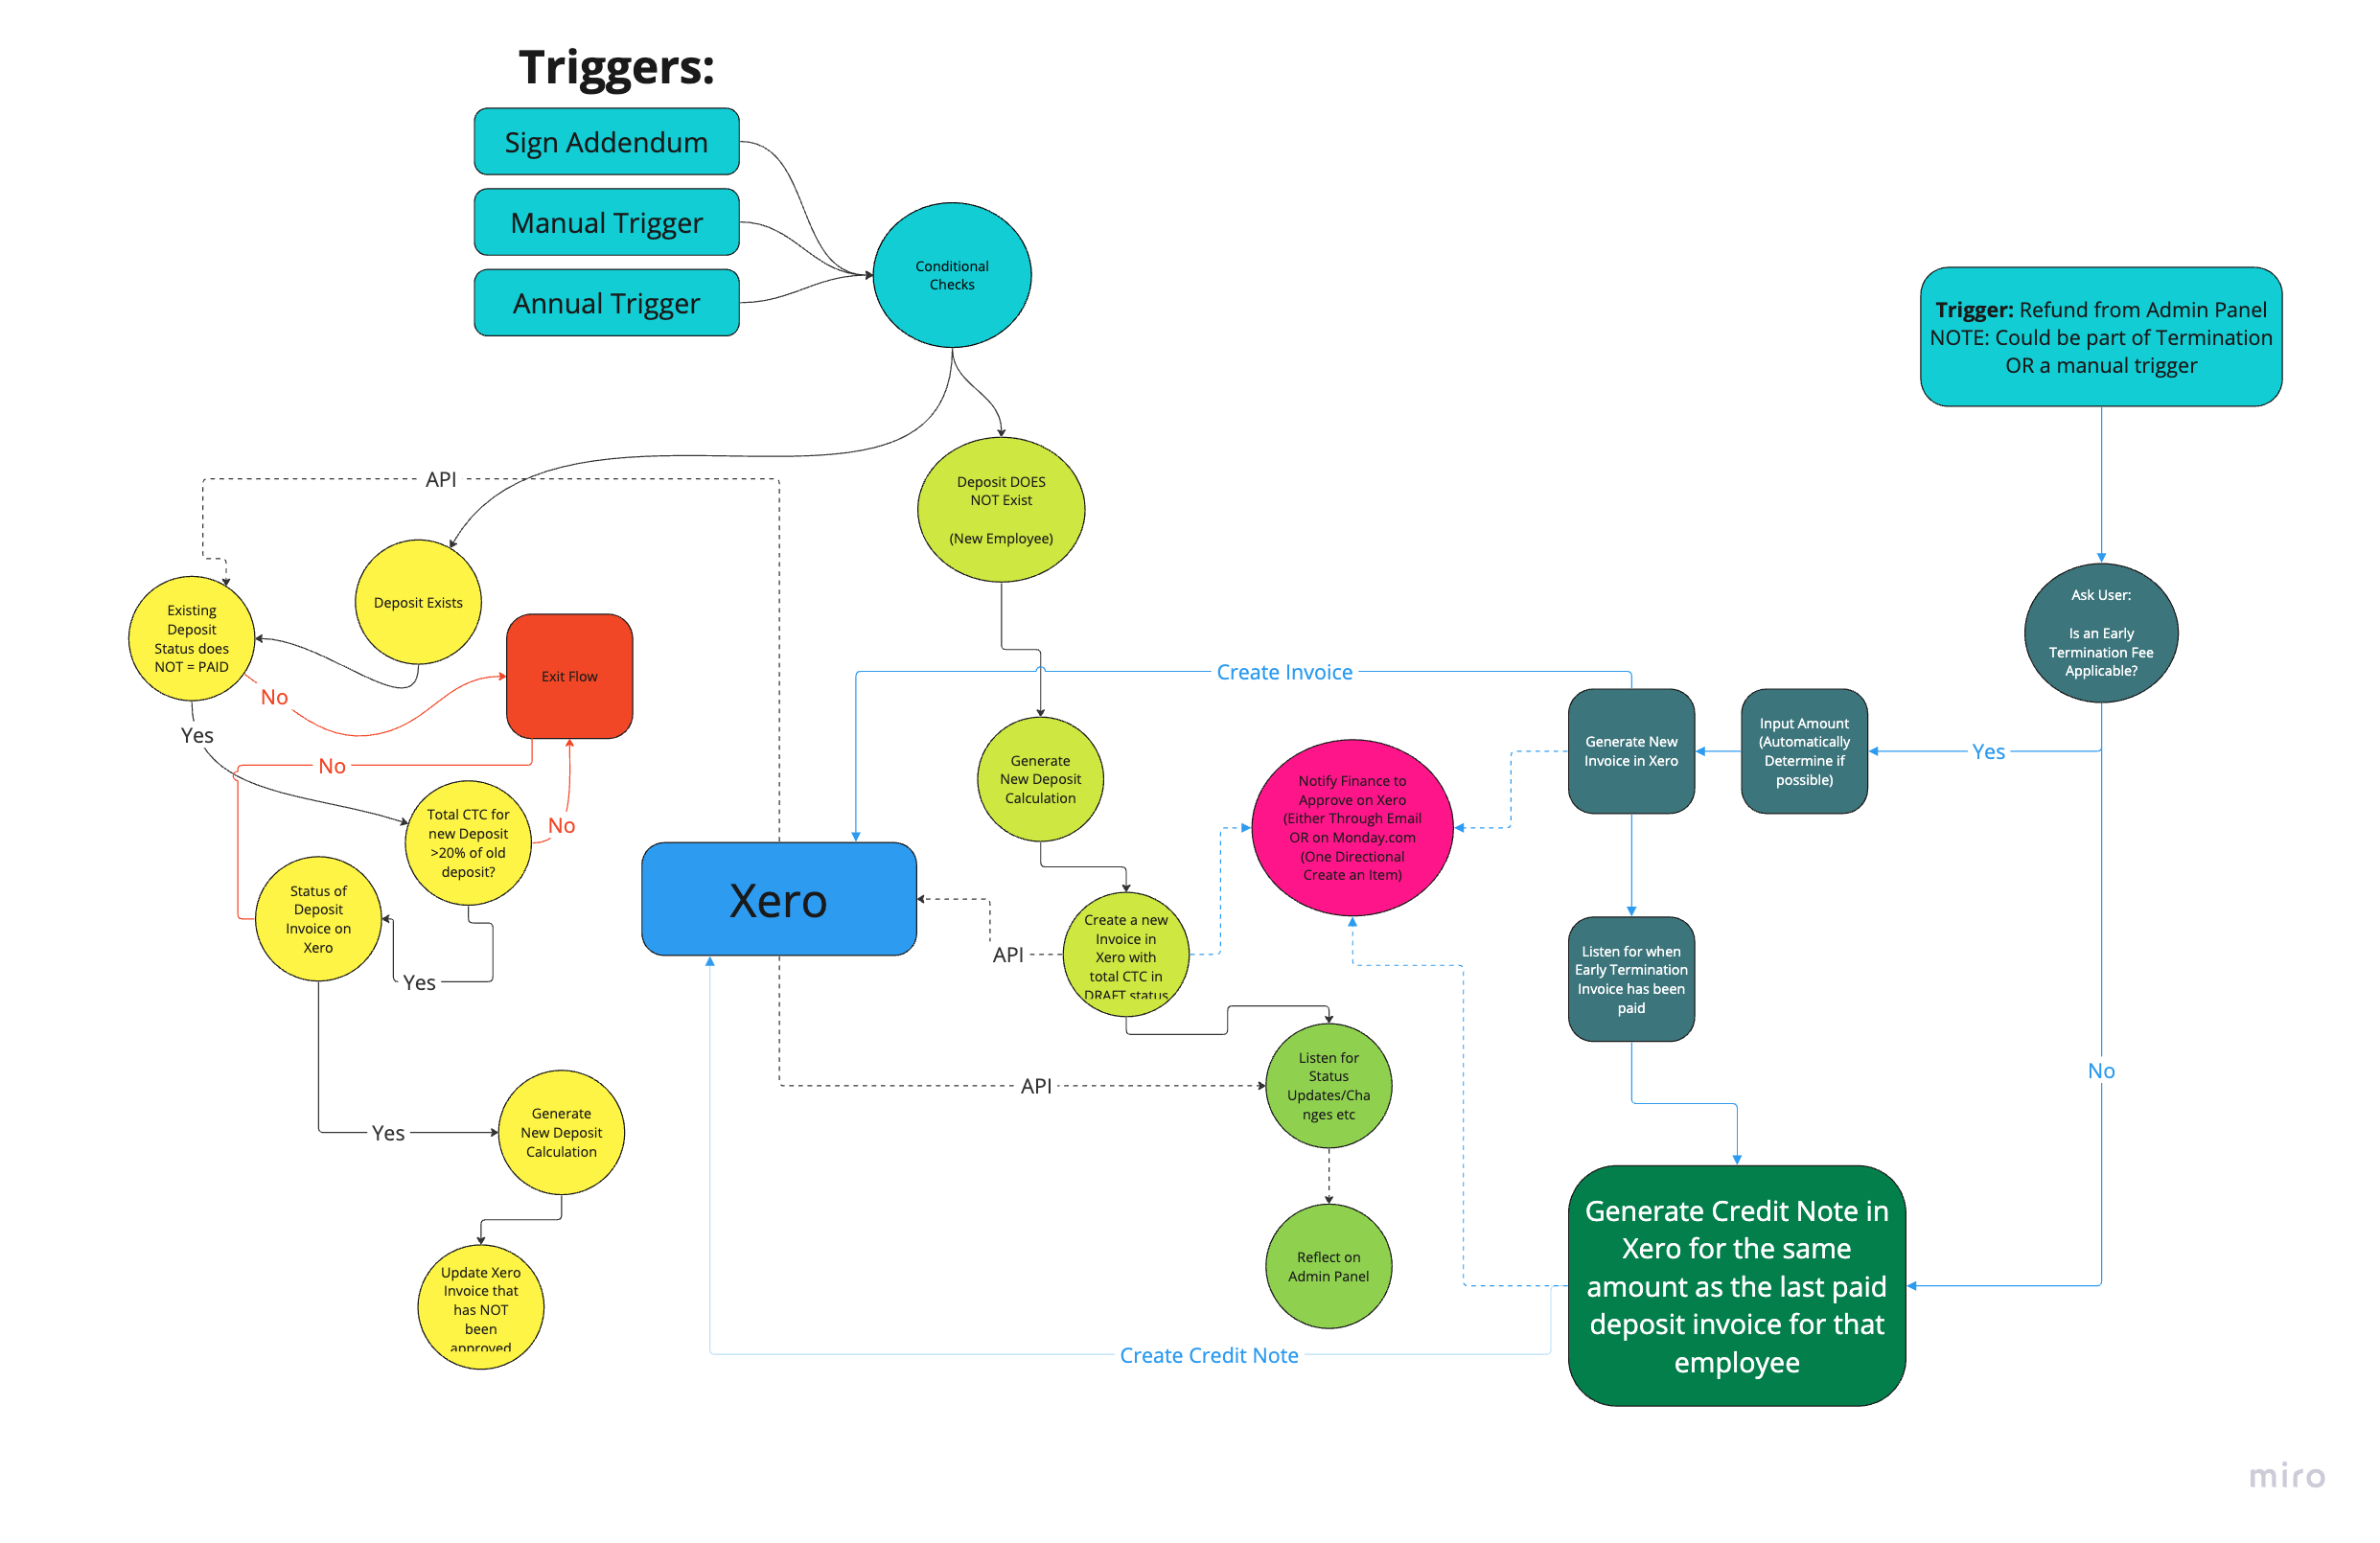 Triggers:
Sign Addendum
Manual Trigger
Annual Trigger
Conditional
Checks
Trigger: Refund from Admin Panel
NOTE: Could be part of Termination
OR a manual trigger
API
Deposit DOES
NOT Exist
(New Employee)
Deposit Exists
Existing
Deposit
Status does
NOT = PAID
No
Yes
Exit Flow
No
Total CTC for
new Deposit
>20% of old
deposit?
No
Status of
Deposit
Invoice on
Xero
Yes
Yes
Generate
New Deposit
Calculation
Update Xero
Invoice that
has NOT
been
approved
Xero
Generate
New Deposit
Calculation
Create a new
Invoice in
Xero with
total CTC in
DRAFT status
API
API
Listen for
Status
Updates/Cha
nges etc
Reflect on
Admin Panel
Create Invoice
Notify Finance to
Approve on Xero
(Either Through Email
OR on Monday.com
(One Directional
Create an Item)
Ask User:
Is an Early
Termination Fee
Applicable?
Yes
Input Amount
(Automatically
Determine if
possible)
Generate New
Invoice in Xero
Listen for when
Early Termination
Invoice has been
paid
No
Generate Credit Note in
Xero for the same
amount as the last paid
deposit invoice for that
employee
Create Credit Note
miro